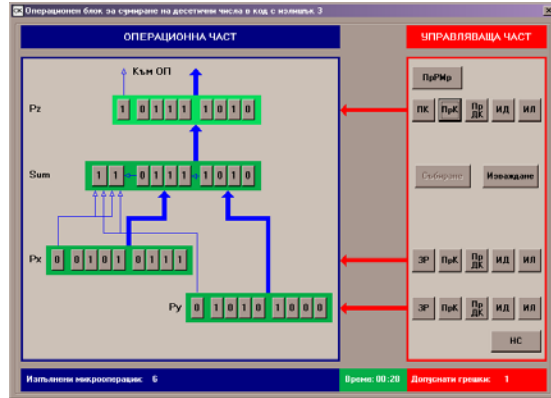 Операционен блок за сумиране на десетични числа в код с излишък 3
ОПЕРАЦИОННА ЧАСТ
УПРАВЛЯВАЩА ЧАСТ
Към ОП
ПрРМр
Pz
1 0 1 1 1 1 0 1 0
ПК ПрК Пр ДК ИД ИЛ
Sum
1 1 0 1 1 1 1 0 1 0
Събиране Изваждане
Px
0 0 1 0 1 0 1 1 1
ЗР ПрК Пр ДК ИД ИЛ
Py
0 1 0 1 0 1 0 0 0
ЗР ПрК Пр ДК ИД ИЛ
НС
Изпълнени микрооперации: 6
Време: 00:20
Допуснати грешки: 1